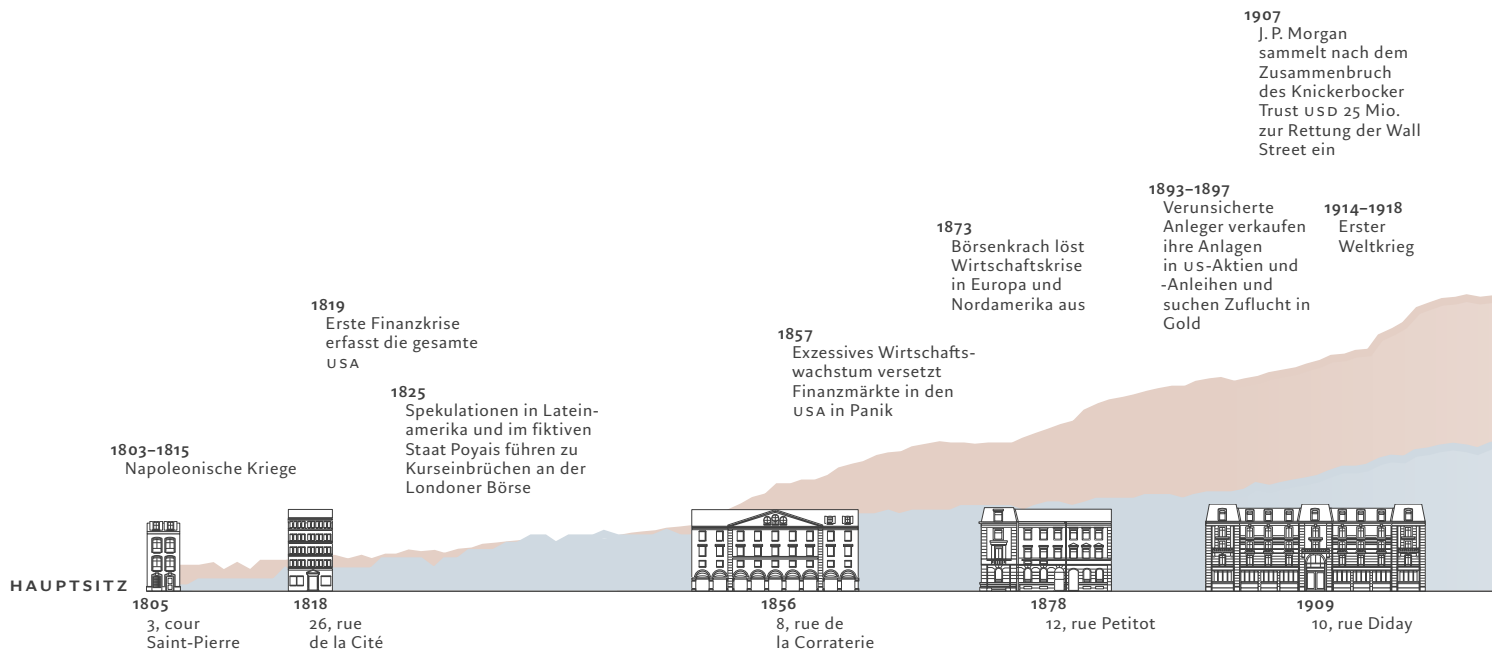 1907
J. P. Morgan
sammelt nach dem
Zusammenbruch
des Knickerbocker
Trust USD 25 Mio.
zur Rettung der Wall
Street ein
1893–1897
Verunsicherte
Anleger verkaufen
ihre Anlagen
in US-Aktien und
-Anleihen und
suchen Zuflucht in
Gold
1914–1918
Erster
Weltkrieg
1873
Börsenkrach löst
Wirtschaftskrise
in Europa und
Nordamerika aus
1819
Erste Finanzkrise
erfasst die gesamte
USA
1857
Exzessives Wirtschafts-
wachstum versetzt
Finanzmärkte in den
USA in Panik
1825
Spekulationen in Latein-
amerika und im fiktiven
Staat Poyais führen zu
Kurseinbrüchen an der
Londoner Börse
1803–1815
Napoleonische Kriege
HAUPTSITZ
1805
3, cour
Saint-Pierre
1818
26, rue
de la Cité
1856
8, rue de
la Corraterie
1878
12, rue Petitot
1909
10, rue Diday